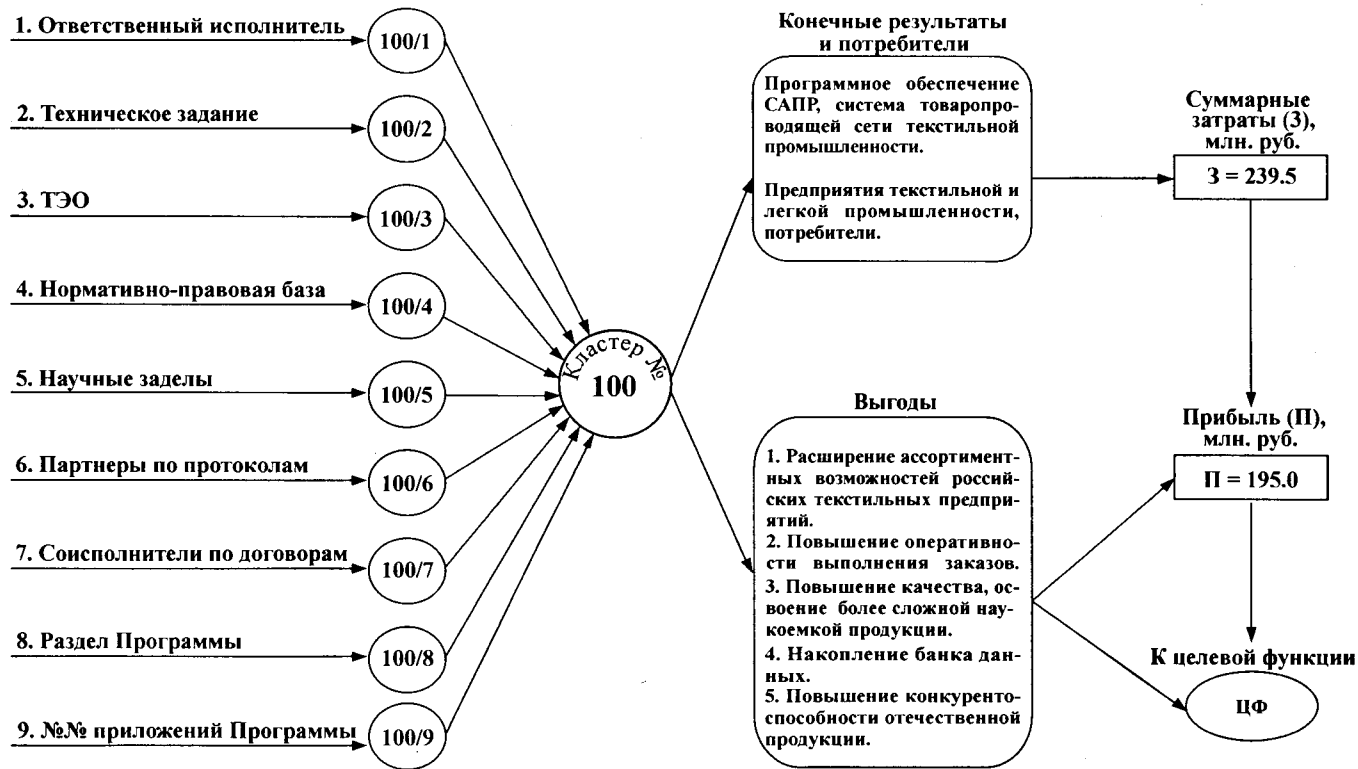 1. Ответственный исполнитель
100/1
2. Техническое задание
100/2
3. ТЭО
100/3
4. Нормативно-правовая база
100/4
5. Научные заделы
100/5
6. Партнеры по протоколам
100/6
7. Соисполнители по договорам
100/7
8. Раздел Программы
100/8
9. №№ приложений Программы
100/9
Кластер №
100
Конечные результаты
и потребители
Программное обеспечение
САПР, система товаропро-
водящей сети текстильной
промышленности.
Предприятия текстильной и
легкой промышленности,
потребители.
Выгоды
1. Расширение ассортимент-
ных возможностей россий-
ских текстильных предпри-
ятий.
2. Повышение оперативно-
сти выполнения заказов.
3. Повышение качества, ос-
воение более сложной нау-
коемкой продукции.
4. Накопление банка дан-
ных.
5. Повышение конкуренто-
способности отечественной
продукции.
Суммарные
затраты (З),
млн. руб.
З = 239.5
Прибыль (П),
млн. руб.
П = 195.0
К целевой функции
ЦФ